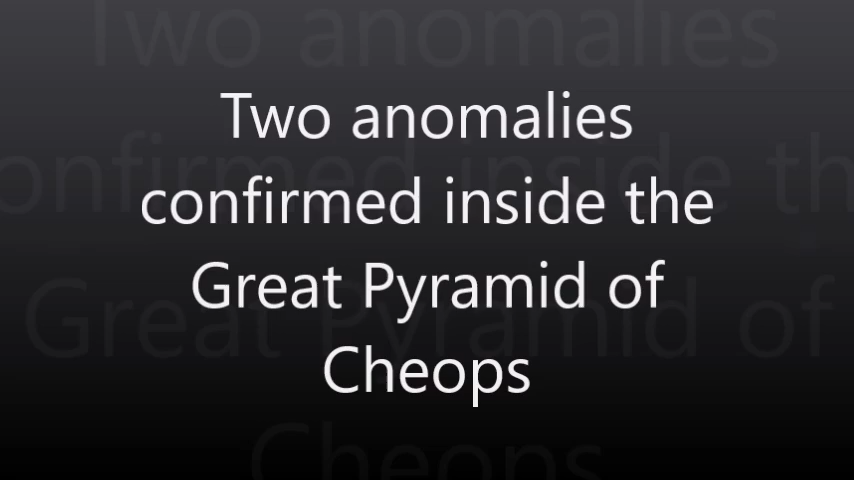 Two anomalies
confirmed inside the
Great Pyramid of
Cheops